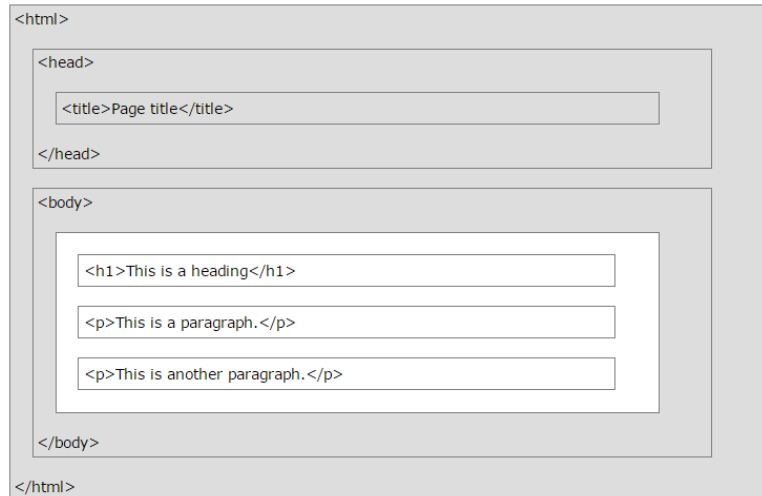 <html>
<head>
<title>Page title</title>
</head>
<body>
<h1>This is a heading</h1>
<p>This is a paragraph.</p>
<p>This is another paragraph.</p>
</body>
</html>